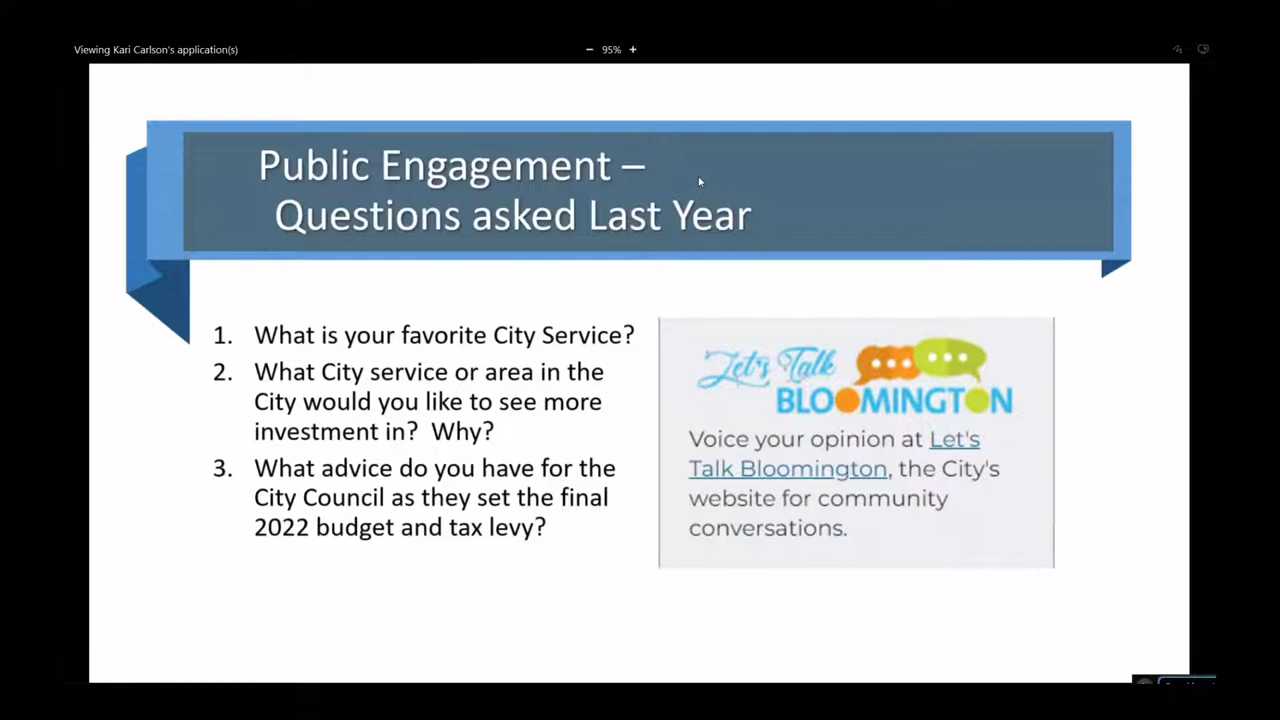 Viewing Kari Carlson's application(s)
− 95% +
Public Engagement –
Questions asked Last Year
1. What is your favorite City Service?
2. What City service or area in the
City would you like to see more
investment in? Why?
3. What advice do you have for the
City Council as they set the final
2022 budget and tax levy?
Let's Talk
BLOOMINGTON
Voice your opinion at Let's
Talk Bloomington, the City's
website for community
conversations.